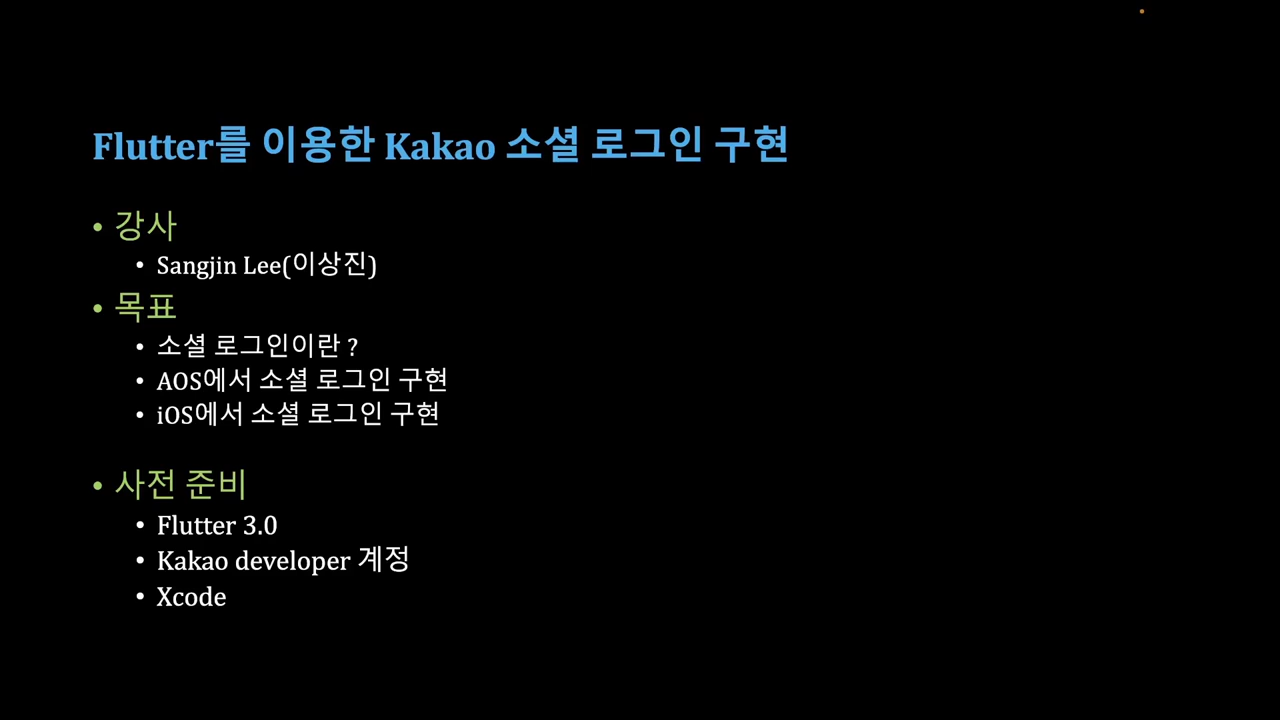 Flutter를 이용한 Kakao 소셜 로그인 구현
• 강사
• Sangjin Lee(이상진)
• 목표
• 소셜 로그인이란 ?
• AOS에서 소셜 로그인 구현
• iOS에서 소셜 로그인 구현
• 사전 준비
• Flutter 3.0
• Kakao developer 계정
• Xcode